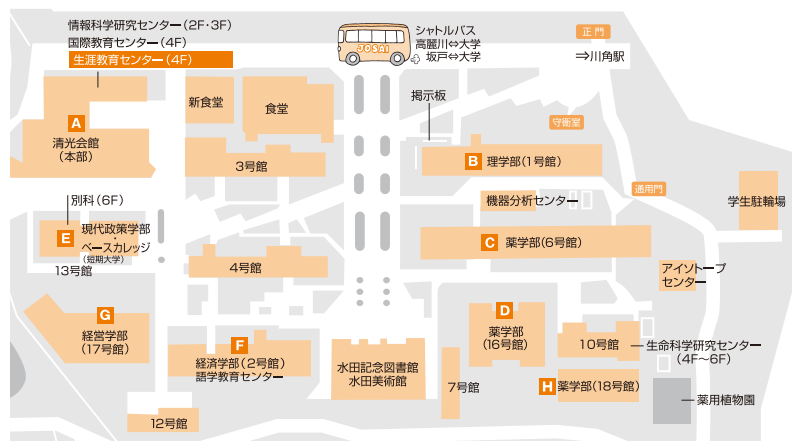 情報科学研究センター(2F・3F)
国際教育センター(4F)
生涯教育センター(4F)
JOSAI
シャトルバス
高麗川⇔大学
坂戸⇔大学
正門
⇒川角駅
新食堂
食堂
掲示板
守衛室
A
清光会館
(本部)
3号館
B 理学部(1号館)
機器分析センター
通用門
学生駐輪場
別科(6F)
E
現代政策学部
・
ベースカレッジ
(短期大学)
13号館
C 薬学部(6号館)
4号館
アイソトープ
センター
G
経営学部
(17号館)
F
経済学部(2号館)
語学教育センター
水田記念図書館
水田美術館
D
薬学部
(16号館)
10号館
生命科学研究センター
(4F〜6F)
7号館
H 薬学部(18号館)
薬用植物園
12号館